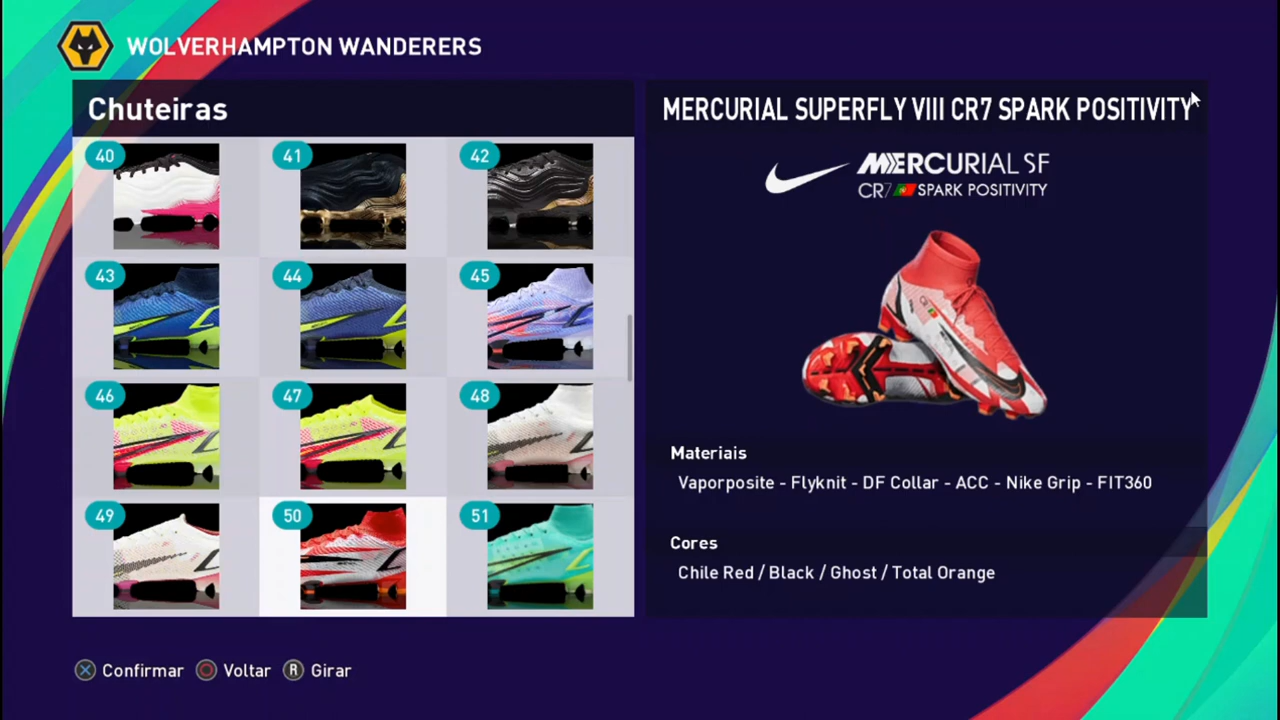 WOLVERHAMPTON WANDERERS
Chuteiras
40
41
42
43
44
45
46
47
48
49
50
51
MERCURIAL SUPERFLY VIII CR7 SPARK POSITIVITY
MERCURIAL SF
CR7 SPARK POSITIVITY
Materiais
Vaporposite - Flyknit - DF Collar - ACC - Nike Grip - FIT360
Cores
Chile Red / Black / Ghost / Total Orange
Confirmar
Voltar
R Girar